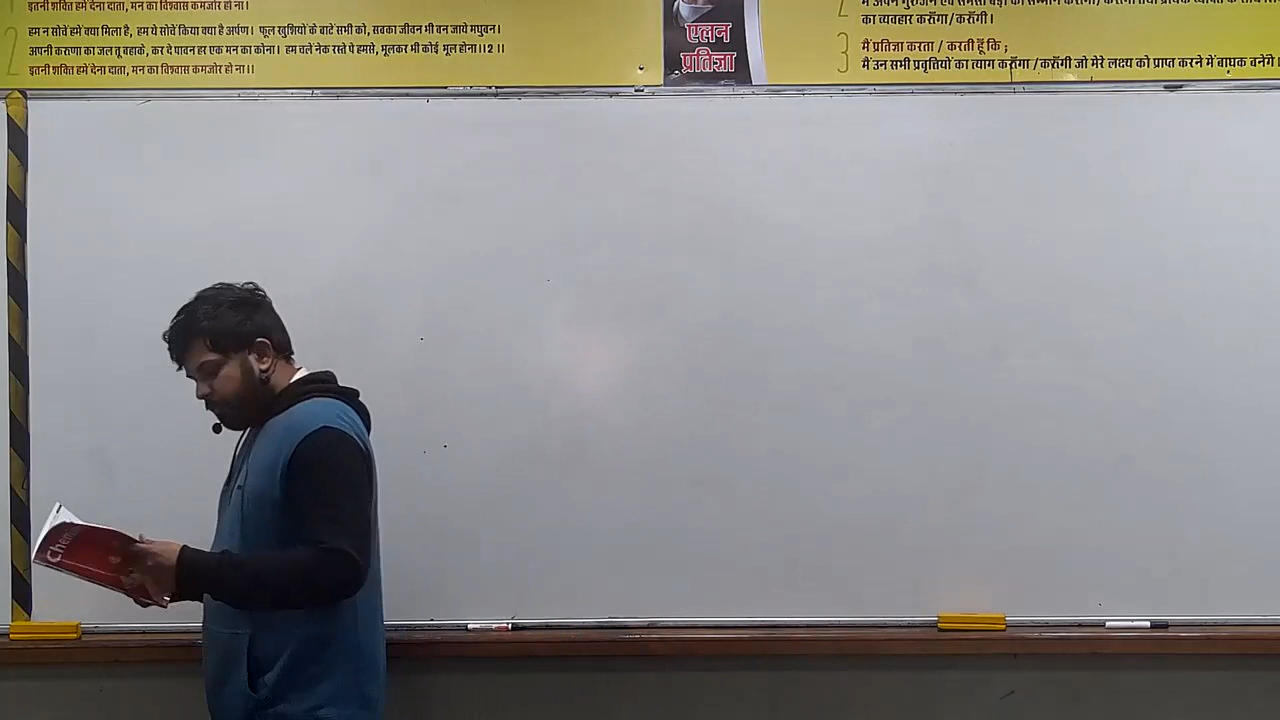 इतनी शक्ति हमें देना दाता, मन का विश्वास कमजोर हो ना।
2
हम न सोचें हमें क्या मिला है, हम ये सोचें किया क्या है अर्पण। फूल खुशियों के बाटें सभी को, सबका जीवन भी बन जाये मधुबन।
अपनी करुणा का जल तू बहाके, कर दे पावन हर एक मन का कोना। हम चलें नेक रस्ते पे हमसे, भूलकर भी कोई भूल होना।।2।।
इतनी शक्ति हमें देना दाता, मन का विश्वास कमजोर हो ना।।
एलन
प्रतिज्ञा
2
का व्यवहार करूँगा/करूँगी।
3
मैं प्रतिज्ञा करता / करती हूँ कि ;
मैं उन सभी प्रवृत्तियों का त्याग करूँगा/करूँगी जो मेरे लक्ष्य को प्राप्त करने में बाधक बनेंगे।
Chem